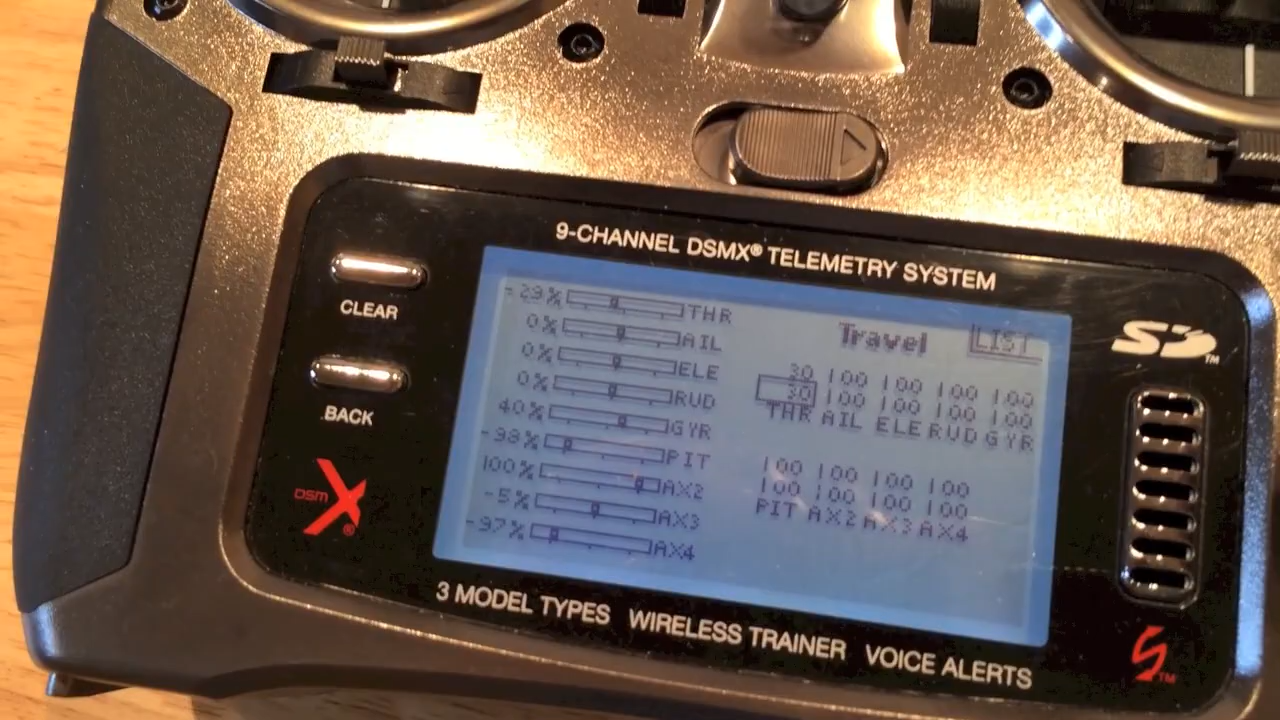 9-CHANNEL DSMX® TELEMETRY SYSTEM
CLEAR
BACK
DSM X®
-29% THR
0% AIL
0% ELE
0% RUD
40% GYR
-98% PIT
100% AX2
-5% AX3
-97% AX4
Travel LIST
30 100 100 100 100
30 100 100 100 100
THR AIL ELE RUD GYR
100 100 100 100
100 100 100 100
PIT AX2 AX3 AX4
SD™
3 MODEL TYPES WIRELESS TRAINER VOICE ALERTS
S™